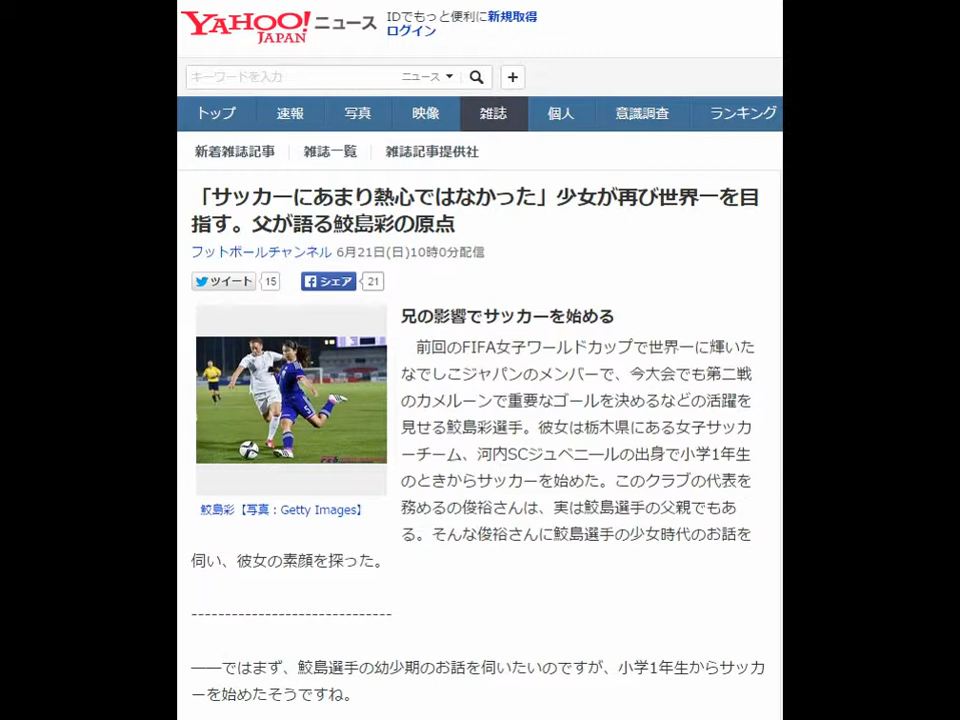 YAHOO! JAPAN ニュース
IDでもっと便利に新規取得
ログイン
キーワードを入力 ニュース
トップ 速報 写真 映像 雑誌 個人 意識調査 ランキング
新着雑誌記事 雑誌一覧 雑誌記事提供社
「サッカーにあまり熱心ではなかった」少女が再び世界一を目
指す。父が語る鮫島彩の原点
フットボールチャンネル 6月21日(日)10時0分配信
ツイート 15 シェア 21
兄の影響でサッカーを始める
前回のFIFA女子ワールドカップで世界一に輝いた
なでしこジャパンのメンバーで、今大会でも第二戦
のカメルーンで重要なゴールを決めるなどの活躍を
見せる鮫島彩選手。彼女は栃木県にある女子サッカ
ーチーム、河内SCジュベニールの出身で小学1年生
のときからサッカーを始めた。このクラブの代表を
務めるの俊裕さんは、実は鮫島選手の父親でもあ
る。そんな俊裕さんに鮫島選手の少女時代のお話を
伺い、彼女の素顔を探った。
鮫島彩【写真：Getty Images】
------------------------------
――ではまず、鮫島選手の幼少期のお話を伺いたいのですが、小学1年生からサッカ
ーを始めたそうですね。